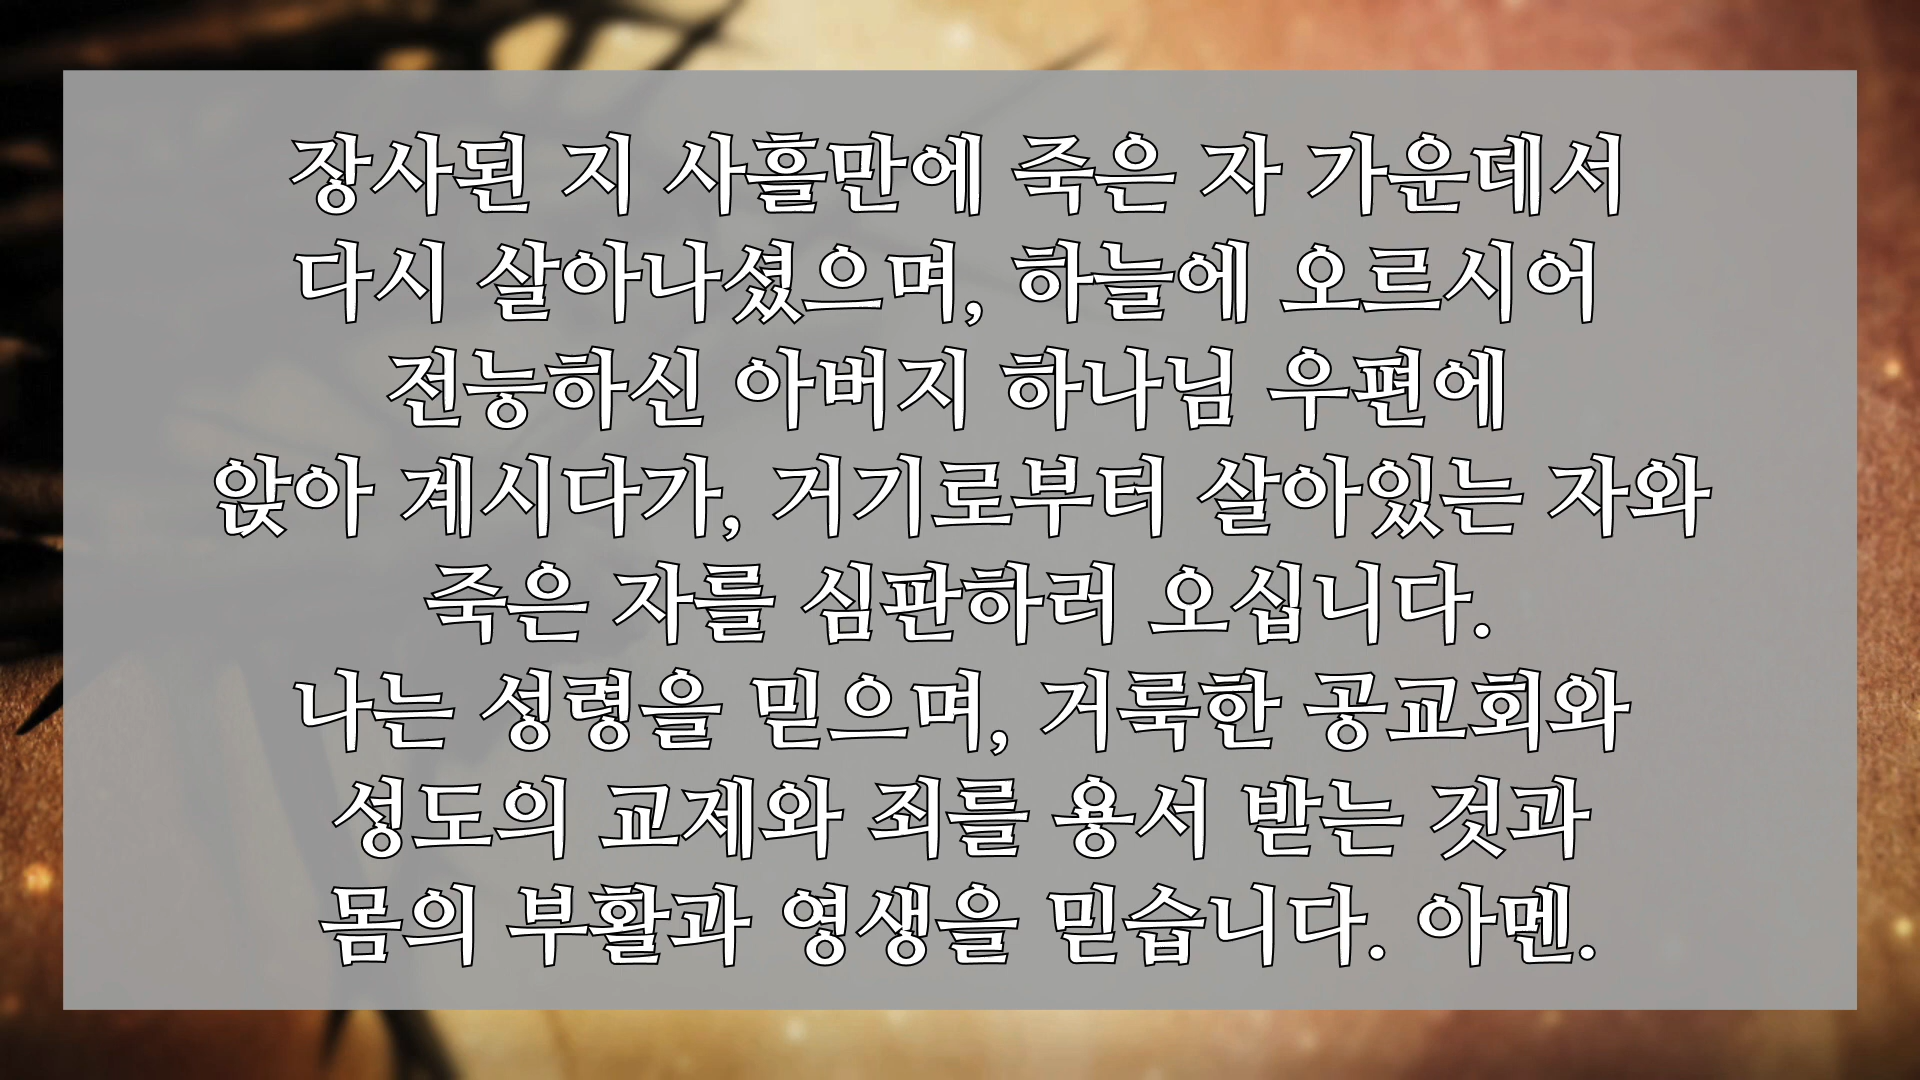 장사된 지 사흘만에 죽은 자 가운데서
다시 살아나셨으며, 하늘에 오르시어
전능하신 아버지 하나님 우편에
앉아 계시다가, 거기로부터 살아있는 자와
죽은 자를 심판하러 오십니다.
나는 성령을 믿으며, 거룩한 공교회와
성도의 교제와 죄를 용서 받는 것과
몸의 부활과 영생을 믿습니다. 아멘.